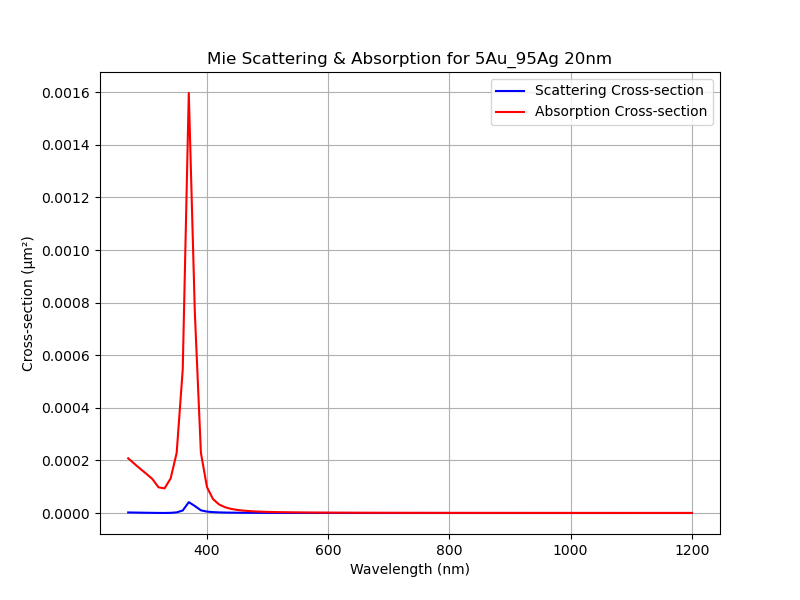 Mie Scattering & Absorption for 5Au_95Ag 20nm
Scattering Cross-section
Absorption Cross-section
Cross-section (μm²)
0.0016
0.0014
0.0012
0.0010
0.0008
0.0006
0.0004
0.0002
0.0000
400 600 800 1000 1200
Wavelength (nm)